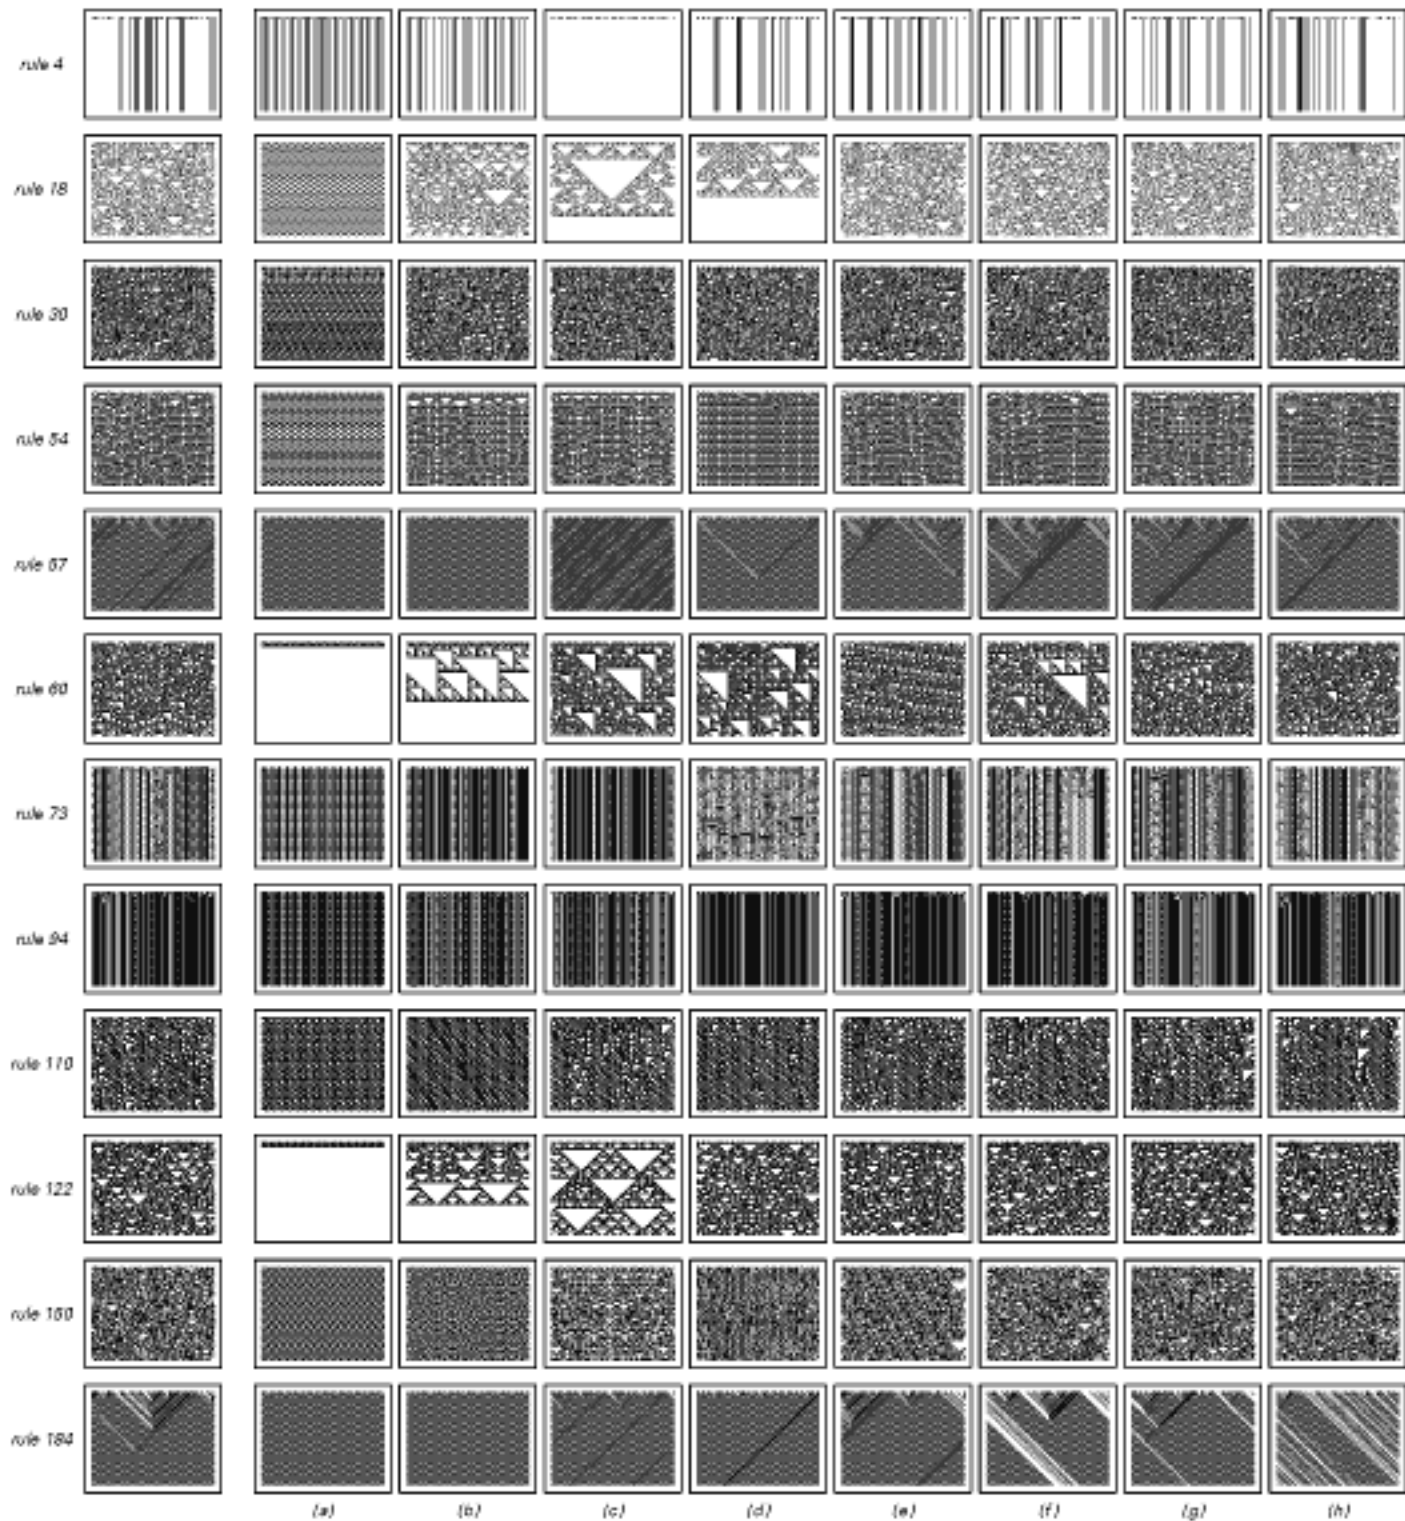 rule 4
rule 18
rule 30
rule 54
rule 57
rule 60
rule 73
rule 94
rule 110
rule 122
rule 150
rule 184
(a) (b) (c) (d) (e) (f) (g) (h)